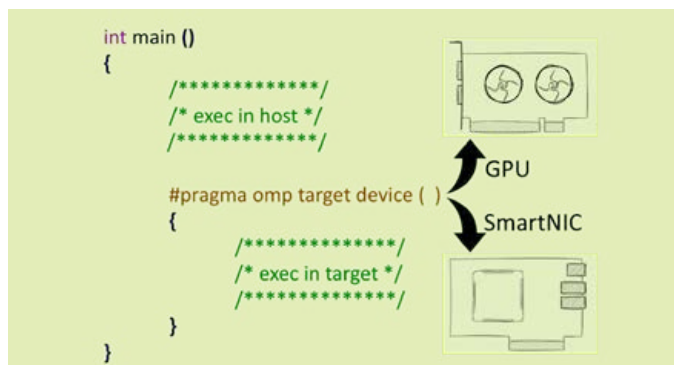 int main ()
{
/*************/
/* exec in host */
/*************/
#pragma omp target device ( )
{
/**************/
/* exec in target */
/**************/
}
}
GPU
SmartNIC